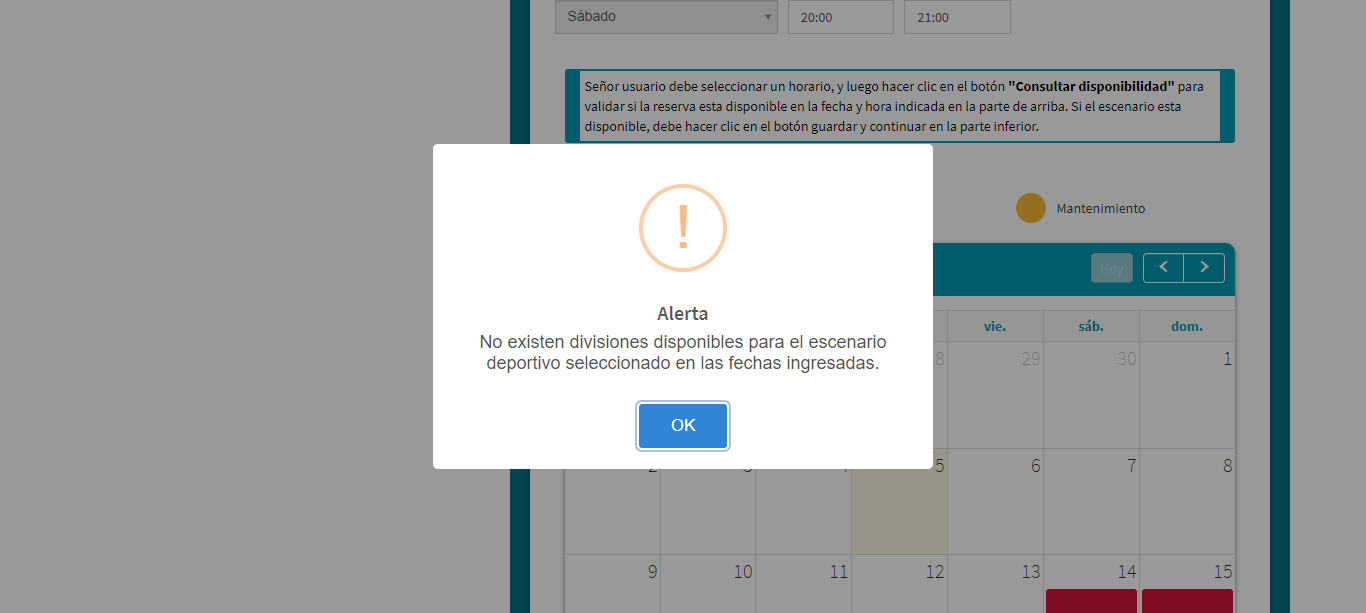 Sábado
20:00
21:00
Señor usuario debe seleccionar un horario, y luego hacer clic en el botón "Consultar disponibilidad" para
validar si la reserva esta disponible en la fecha y hora indicada en la parte de arriba. Si el escenario esta
disponible, debe hacer clic en el botón guardar y continuar en la parte inferior.
Mantenimiento
Hoy
!
Alerta
No existen divisiones disponibles para el escenario
deportivo seleccionado en las fechas ingresadas.
OK
vie. sáb. dom.
29 30 1
5 6 7 8
9 10 11 12 13 14 15